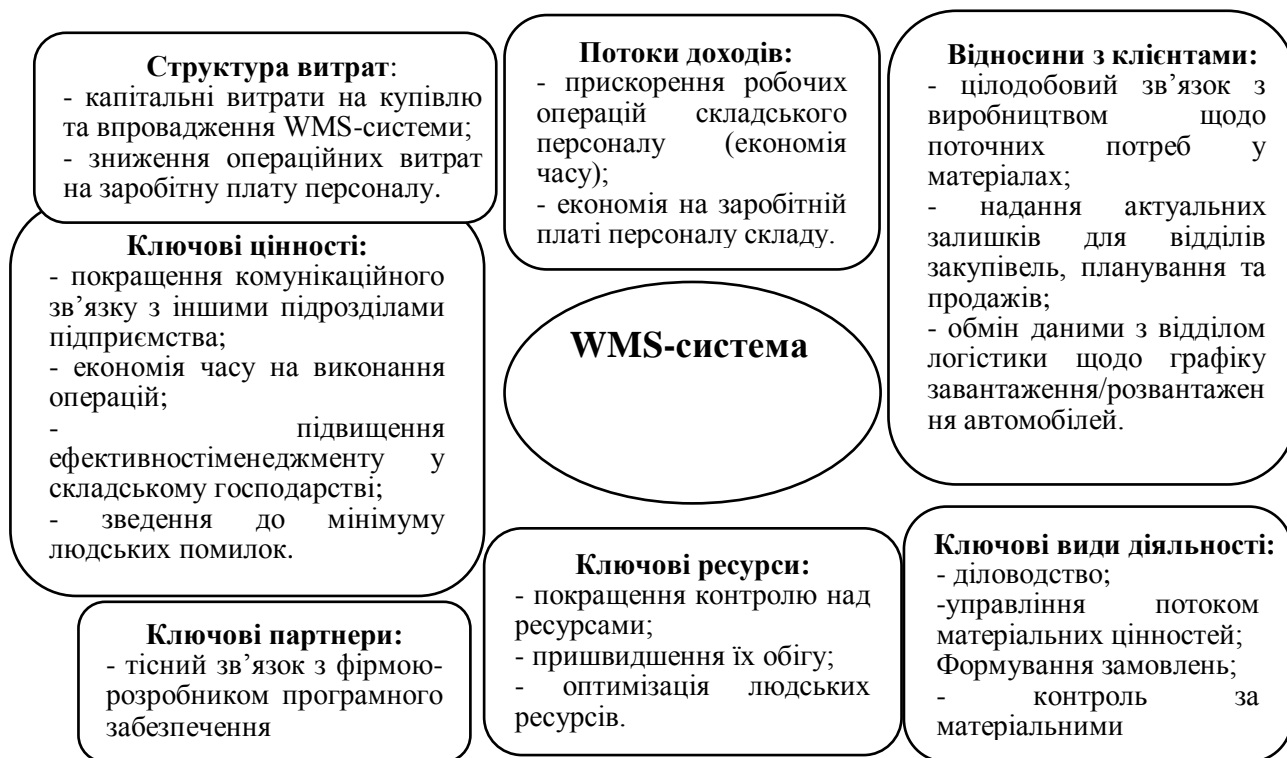 Структура витрат:
- капітальні витрати на купівлю
та впровадження WMS-системи;
- зниження операційних витрат
на заробітну плату персоналу.
Потоки доходів:
- прискорення робочих
операцій складського
персоналу (економія
часу);
- економія на заробітній
платі персоналу складу.
Відносини з клієнтами:
- цілодобовий зв’язок з
виробництвом щодо
поточних потреб у
матеріалах;
- надання актуальних
залишків для відділів
закупівель, планування та
продажів;
- обмін даними з відділом
логістики щодо графіку
завантаження/розвантажен
ня автомобілей.
Ключові цінності:
- покращення комунікаційного
зв’язку з іншими підрозділами
підприємства;
- економія часу на виконання
операцій;
- підвищення
ефективностіменеджменту у
складському господарстві;
- зведення до мінімуму
людських помилок.
WMS-система
Ключові партнери:
- тісний зв’язок з фірмою-
розробником програмного
забезпечення
Ключові ресурси:
- покращення контролю над
ресурсами;
- пришвидшення їх обігу;
- оптимізація людських
ресурсів.
Ключові види діяльності:
- діловодство;
-управління потоком
матеріальних цінностей;
Формування замовлень;
- контроль за
матеріальними